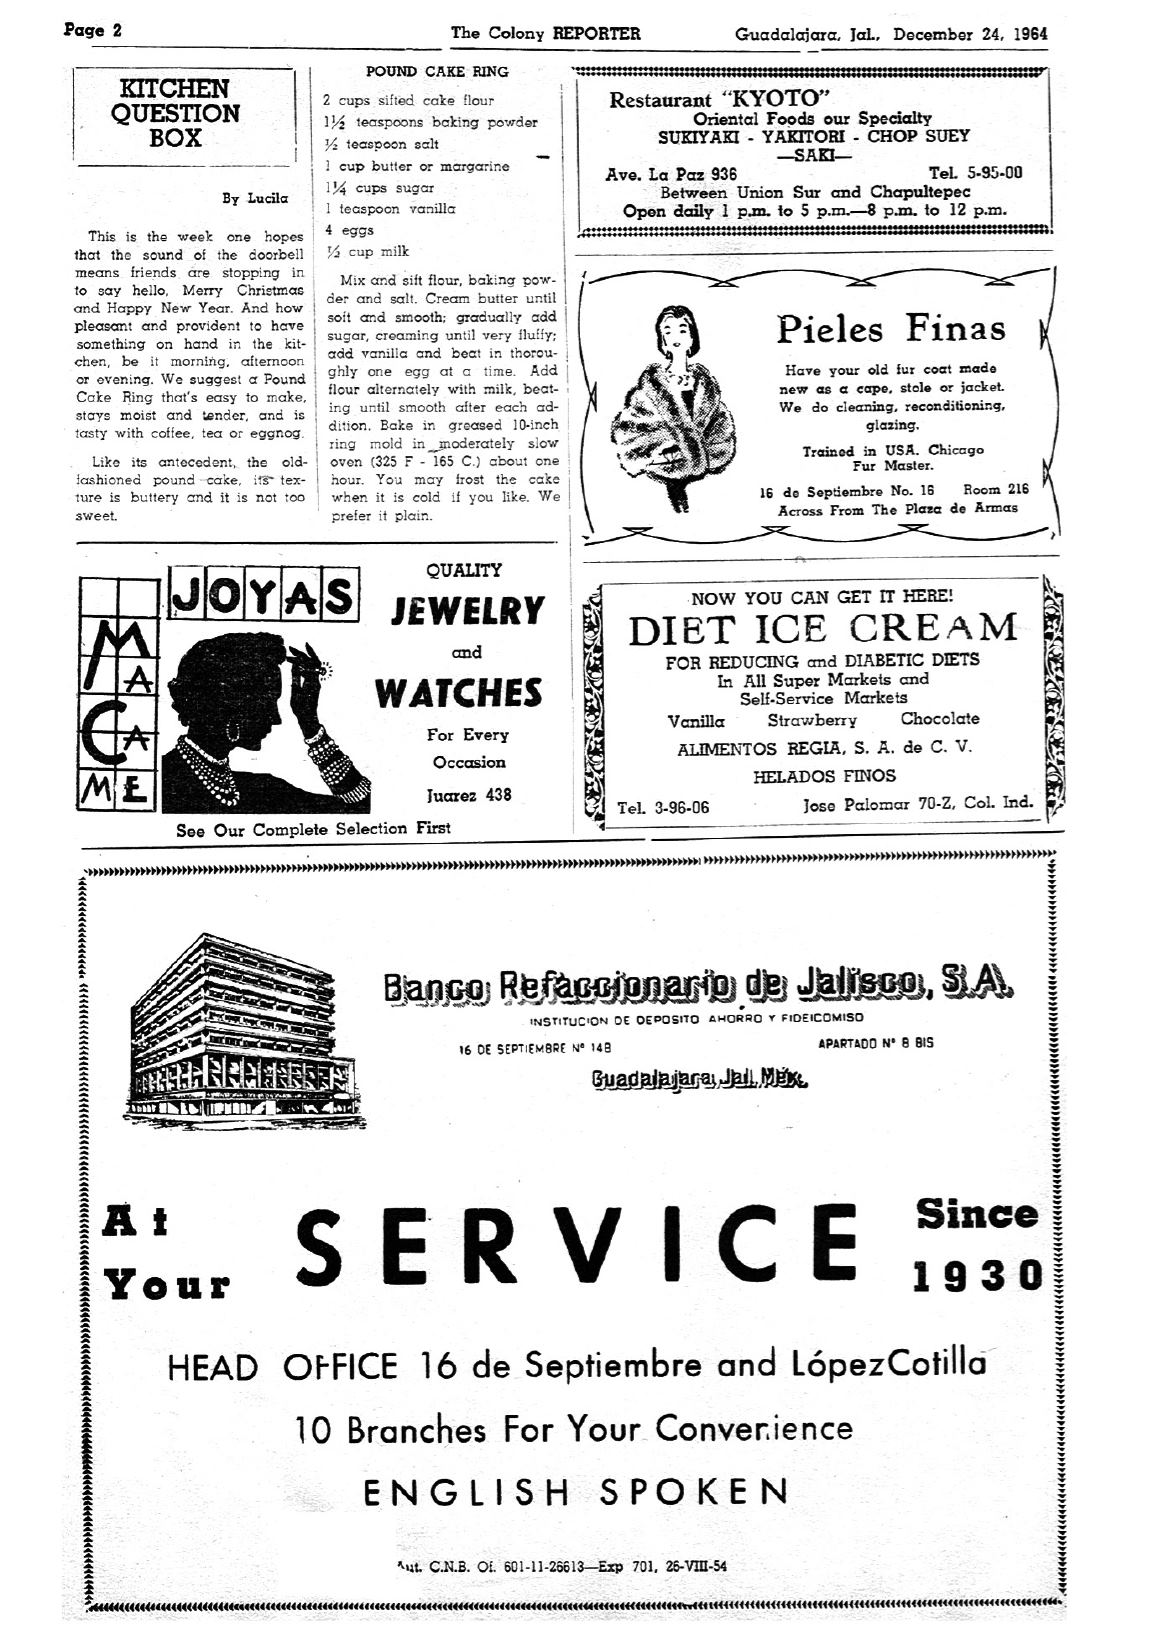 Page 2
The Colony REPORTER
Guadalajara, Jal., December 24, 1964
KITCHEN
QUESTION
BOX
By Lucila
This is the week one hopes
that the sound of the doorbell
means friends are stopping in
to say hello, Merry Christmas
and Happy New Year. And how
pleasant and provident to have
something on hand in the kit-
chen, be it morning, afternoon
or evening. We suggest a Pound
Cake Ring that's easy to make,
stays moist and tender, and is
tasty with coffee, tea or eggnog.
Like its antecedent, the old-
fashioned pound cake, its tex-
ture is buttery and it is not too
sweet.
POUND CAKE RING
2 cups sifted cake flour
1½ teaspoons baking powder
½ teaspoon salt
1 cup butter or margarine
1¼ cups sugar
1 teaspoon vanilla
4 eggs
½ cup milk
Mix and sift flour, baking pow-
der and salt. Cream butter until
soft and smooth; gradually add
sugar, creaming until very fluffy;
add vanilla and beat in thorou-
ghly one egg at a time. Add
flour alternately with milk, beat-
ing until smooth after each ad-
dition. Bake in greased 10-inch
ring mold in moderately slow
oven (325 F - 165 C.) about one
hour. You may frost the cake
when it is cold if you like. We
prefer it plain.
Restaurant "KYOTO"
Oriental Foods our Specialty
SUKIYAKI - YAKITORI - CHOP SUEY
—SAKI—
Ave. La Paz 936 Tel. 5-95-00
Between Union Sur and Chapultepec
Open daily 1 p.m. to 5 p.m.—8 p.m. to 12 p.m.
Pieles Finas
Have your old fur coat made
new as a cape, stole or jacket.
We do cleaning, reconditioning,
glazing.
Trained in USA. Chicago
Fur Master.
16 de Septiembre No. 16 Room 216
Across From The Plaza de Armas
JOYAS
MACAME
QUALITY
JEWELRY
and
WATCHES
For Every
Occasion
Juarez 438
See Our Complete Selection First
NOW YOU CAN GET IT HERE!
DIET ICE CREAM
FOR REDUCING and DIABETIC DIETS
In All Super Markets and
Self-Service Markets
Vanilla Strawberry Chocolate
ALIMENTOS REGIA, S. A. de C. V.
HELADOS FINOS
Tel. 3-96-06 Jose Palomar 70-Z, Col. Ind.
Banco Refaccionario de Jalisco, S.A.
INSTITUCION DE DEPOSITO AHORRO Y FIDEICOMISO
16 DE SEPTIEMBRE Nº 148 APARTADO Nº 8 BIS
Guadalajara, Jal. Méx.
At
Your
SERVICE
Since
1930
HEAD OFFICE 16 de Septiembre and López Cotilla
10 Branches For Your Convenience
ENGLISH SPOKEN
Aut. C.N.B. Of. 601-11-26613—Exp 701, 26-VIII-54